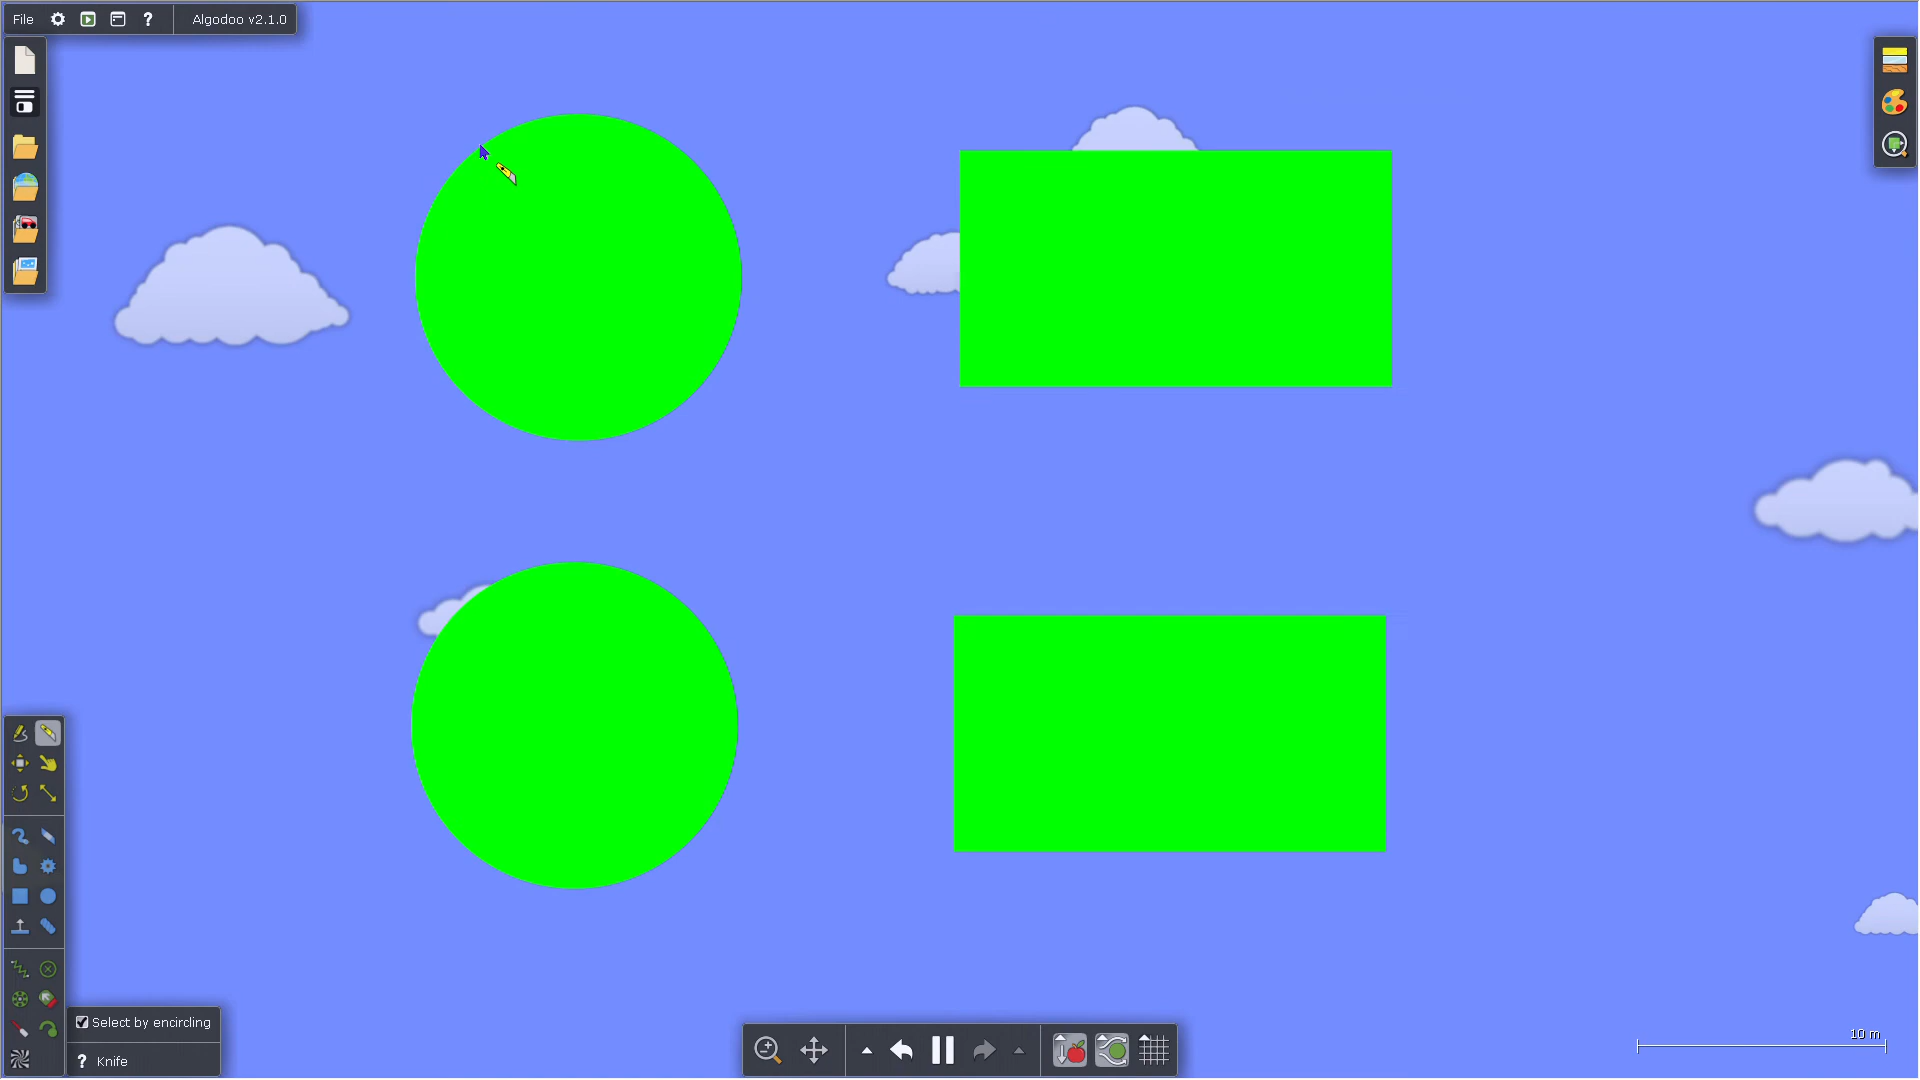 File ? Algodoo v2.1.0
Select by encircling
? Knife
10 m